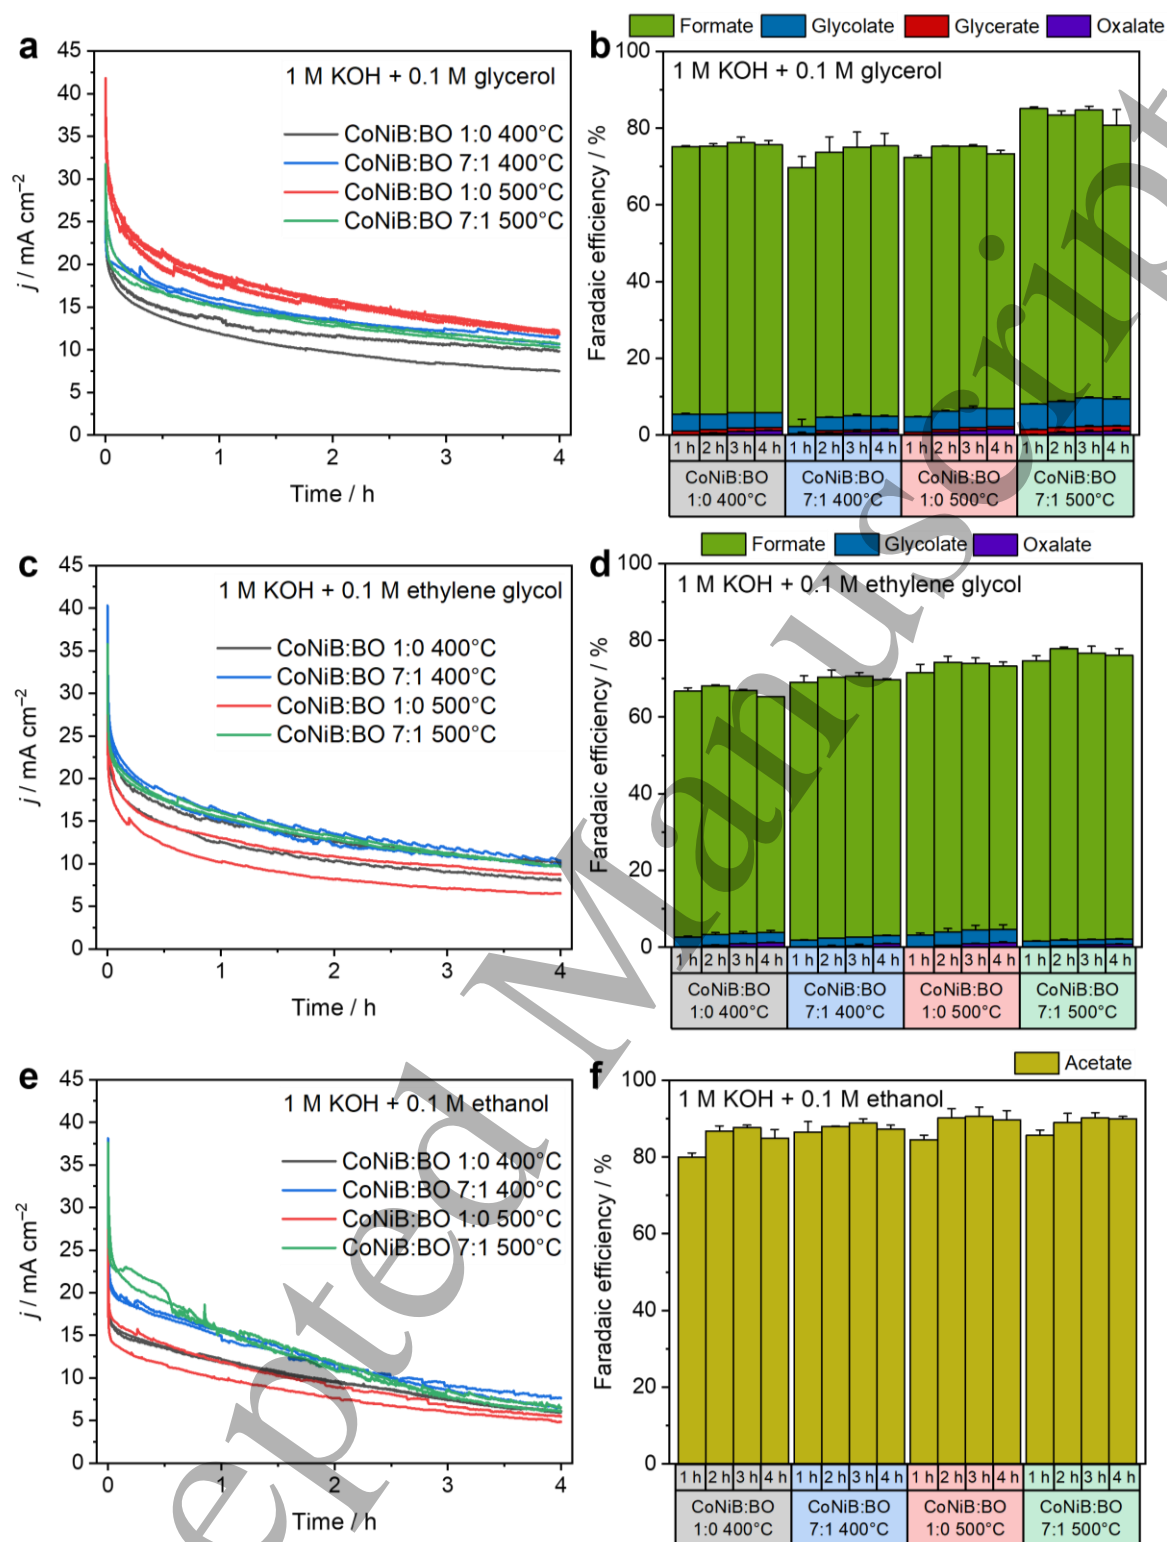 a
45
40
35
30
25
20
15
10
5
0
j / mA cm⁻²
1 M KOH + 0.1 M glycerol
CoNiB:BO 1:0 400°C
CoNiB:BO 7:1 400°C
CoNiB:BO 1:0 500°C
CoNiB:BO 7:1 500°C
0 1 2 3 4
Time / h
b
Formate Glycolate Glycerate Oxalate
100
80
60
40
20
0
Faradaic efficiency / %
1 M KOH + 0.1 M glycerol
1 h 2 h 3 h 4 h 1 h 2 h 3 h 4 h 1 h 2 h 3 h 4 h 1 h 2 h 3 h 4 h
CoNiB:BO CoNiB:BO CoNiB:BO CoNiB:BO
1:0 400°C 7:1 400°C 1:0 500°C 7:1 500°C
c
45
40
35
30
25
20
15
10
5
0
j / mA cm⁻²
1 M KOH + 0.1 M ethylene glycol
CoNiB:BO 1:0 400°C
CoNiB:BO 7:1 400°C
CoNiB:BO 1:0 500°C
CoNiB:BO 7:1 500°C
0 1 2 3 4
Time / h
d
Formate Glycolate Oxalate
100
80
60
40
20
0
Faradaic efficiency / %
1 M KOH + 0.1 M ethylene glycol
1 h 2 h 3 h 4 h 1 h 2 h 3 h 4 h 1 h 2 h 3 h 4 h 1 h 2 h 3 h 4 h
CoNiB:BO CoNiB:BO CoNiB:BO CoNiB:BO
1:0 400°C 7:1 400°C 1:0 500°C 7:1 500°C
e
45
40
35
30
25
20
15
10
5
0
j / mA cm⁻²
1 M KOH + 0.1 M ethanol
CoNiB:BO 1:0 400°C
CoNiB:BO 7:1 400°C
CoNiB:BO 1:0 500°C
CoNiB:BO 7:1 500°C
0 1 2 3 4
Time / h
f
Acetate
100
80
60
40
20
0
Faradaic efficiency / %
1 M KOH + 0.1 M ethanol
1 h 2 h 3 h 4 h 1 h 2 h 3 h 4 h 1 h 2 h 3 h 4 h 1 h 2 h 3 h 4 h
CoNiB:BO CoNiB:BO CoNiB:BO CoNiB:BO
1:0 400°C 7:1 400°C 1:0 500°C 7:1 500°C
epted Manuscript